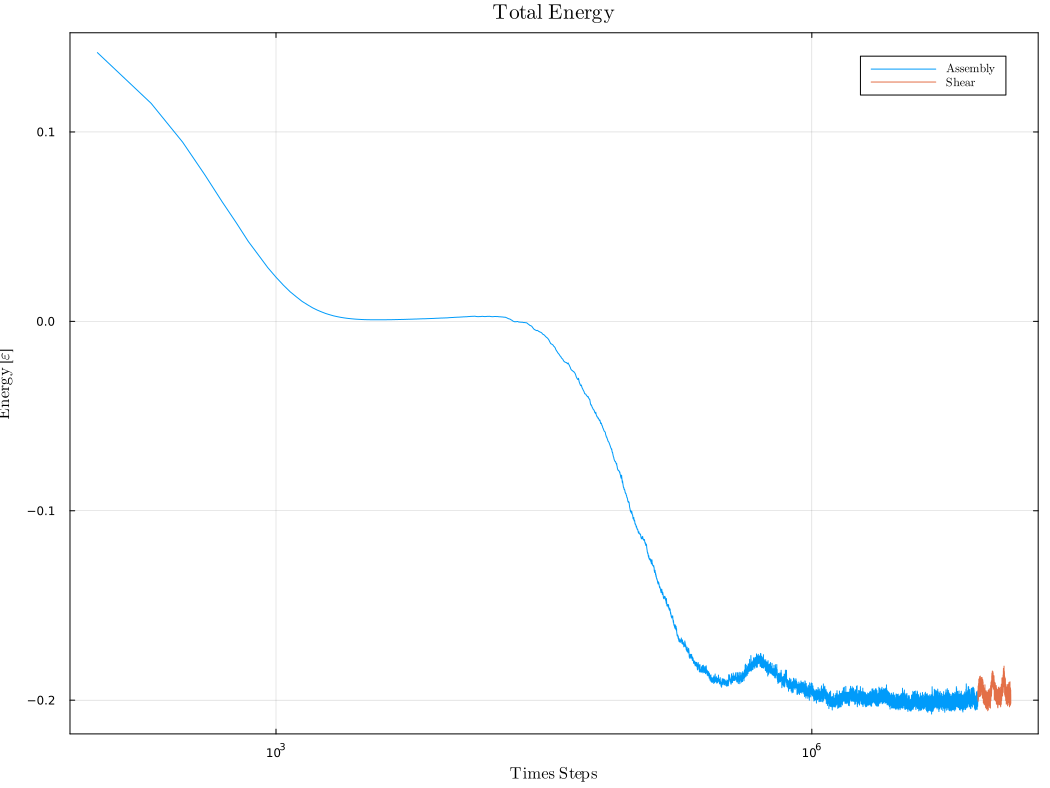 Total Energy
Assembly
Shear
0.1
0.0
−0.1
−0.2
Energy [ε]
10³
10⁶
Times Steps